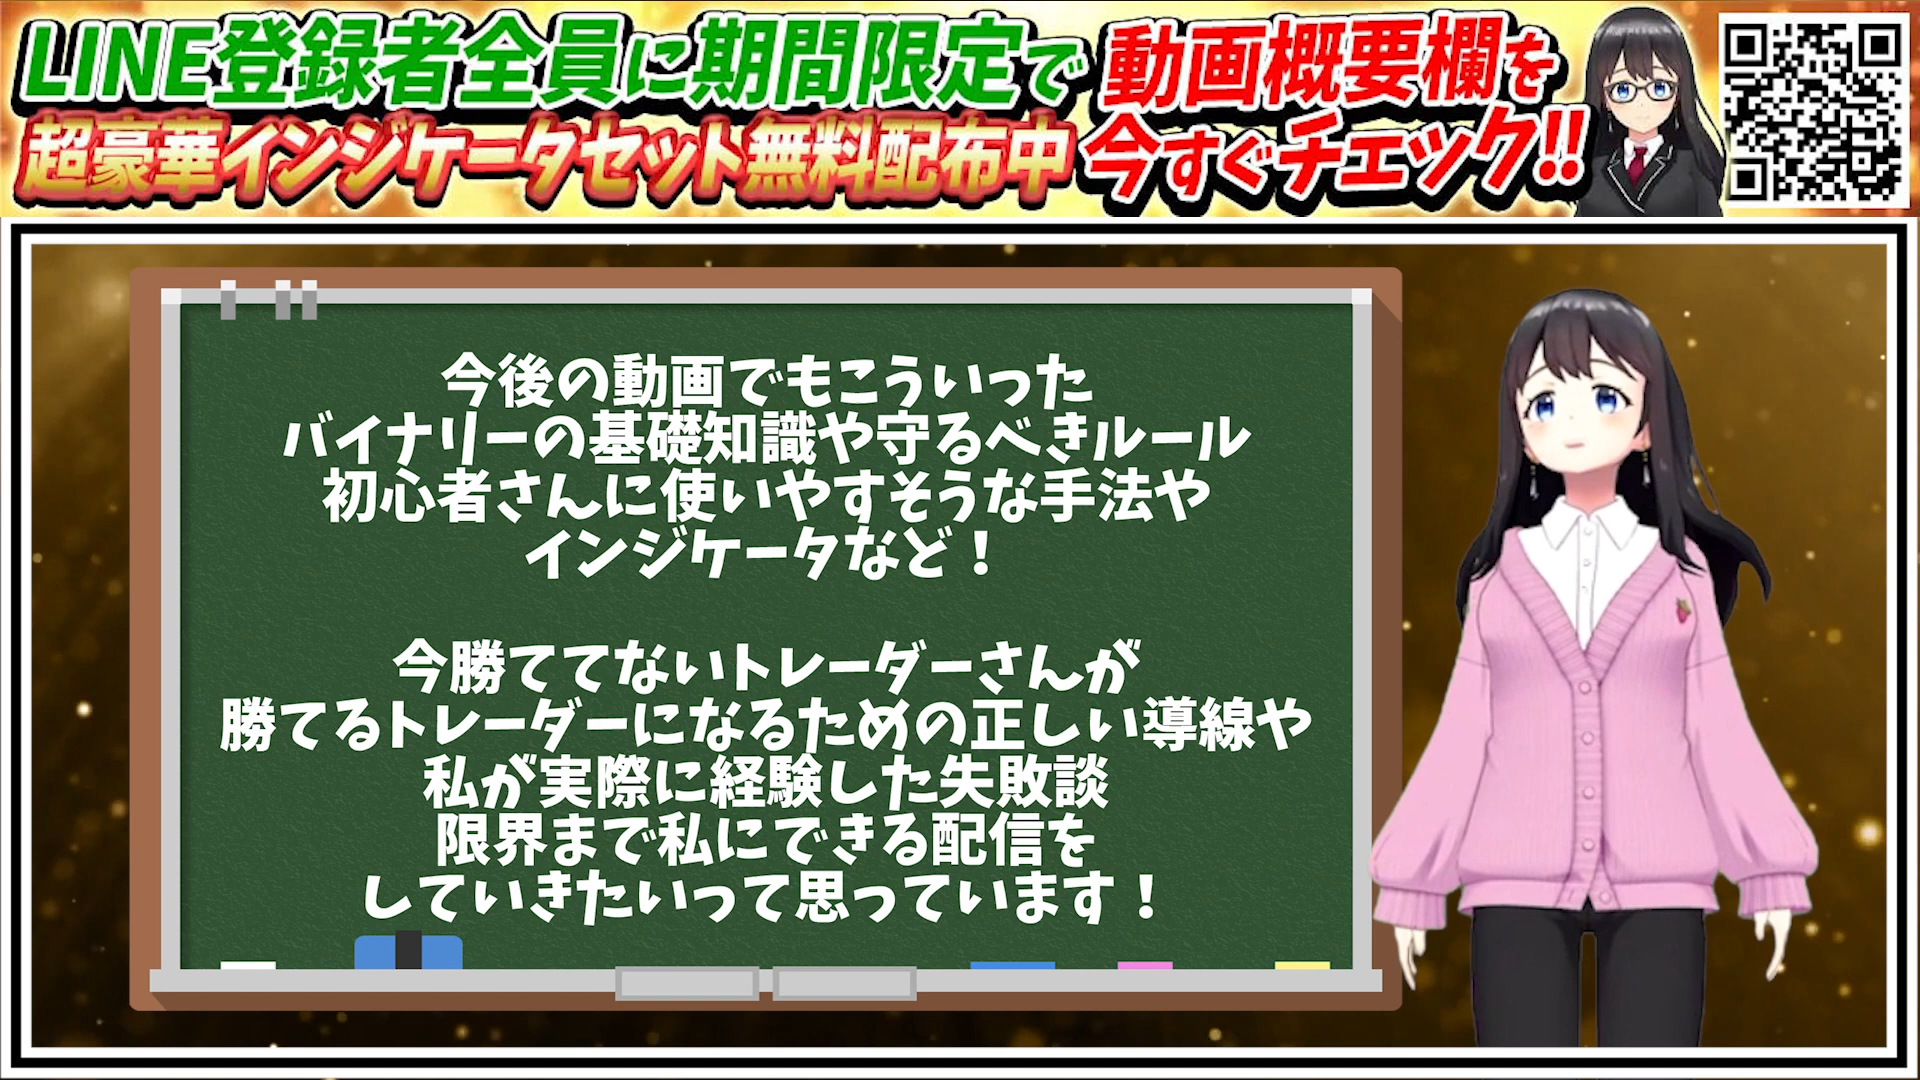 LINE登録者全員に期間限定で
超豪華インジケータセット無料配布中
動画概要欄を
今すぐチェック!!
今後の動画でもこういった
バイナリーの基礎知識や守るべきルール
初心者さんに使いやすそうな手法や
インジケータなど！
今勝ててないトレーダーさんが
勝てるトレーダーになるための正しい導線や
私が実際に経験した失敗談
限界まで私にできる配信を
していきたいって思っています！